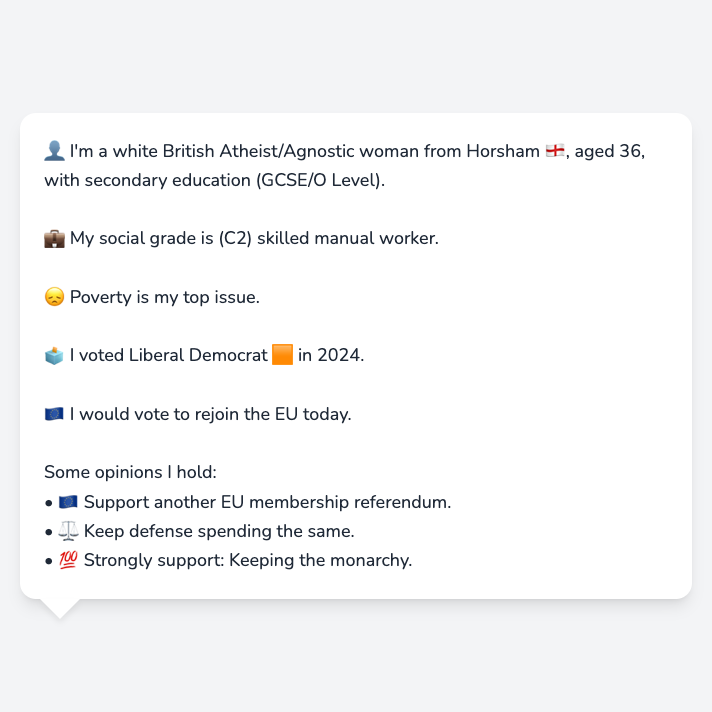 👤 I'm a white British Atheist/Agnostic woman from Horsham 🏴󠁧󠁢󠁥󠁮󠁧󠁿, aged 36,
with secondary education (GCSE/O Level).
💼 My social grade is (C2) skilled manual worker.
😞 Poverty is my top issue.
🗳️ I voted Liberal Democrat 🟧 in 2024.
🇪🇺 I would vote to rejoin the EU today.
Some opinions I hold:
• 🇪🇺 Support another EU membership referendum.
• ⚖️ Keep defense spending the same.
• 💯 Strongly support: Keeping the monarchy.